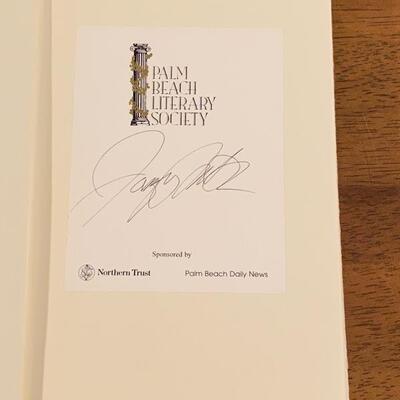 PALM
BEACH
LITERARY
SOCIETY
Sponsored by
Northern Trust Palm Beach Daily News